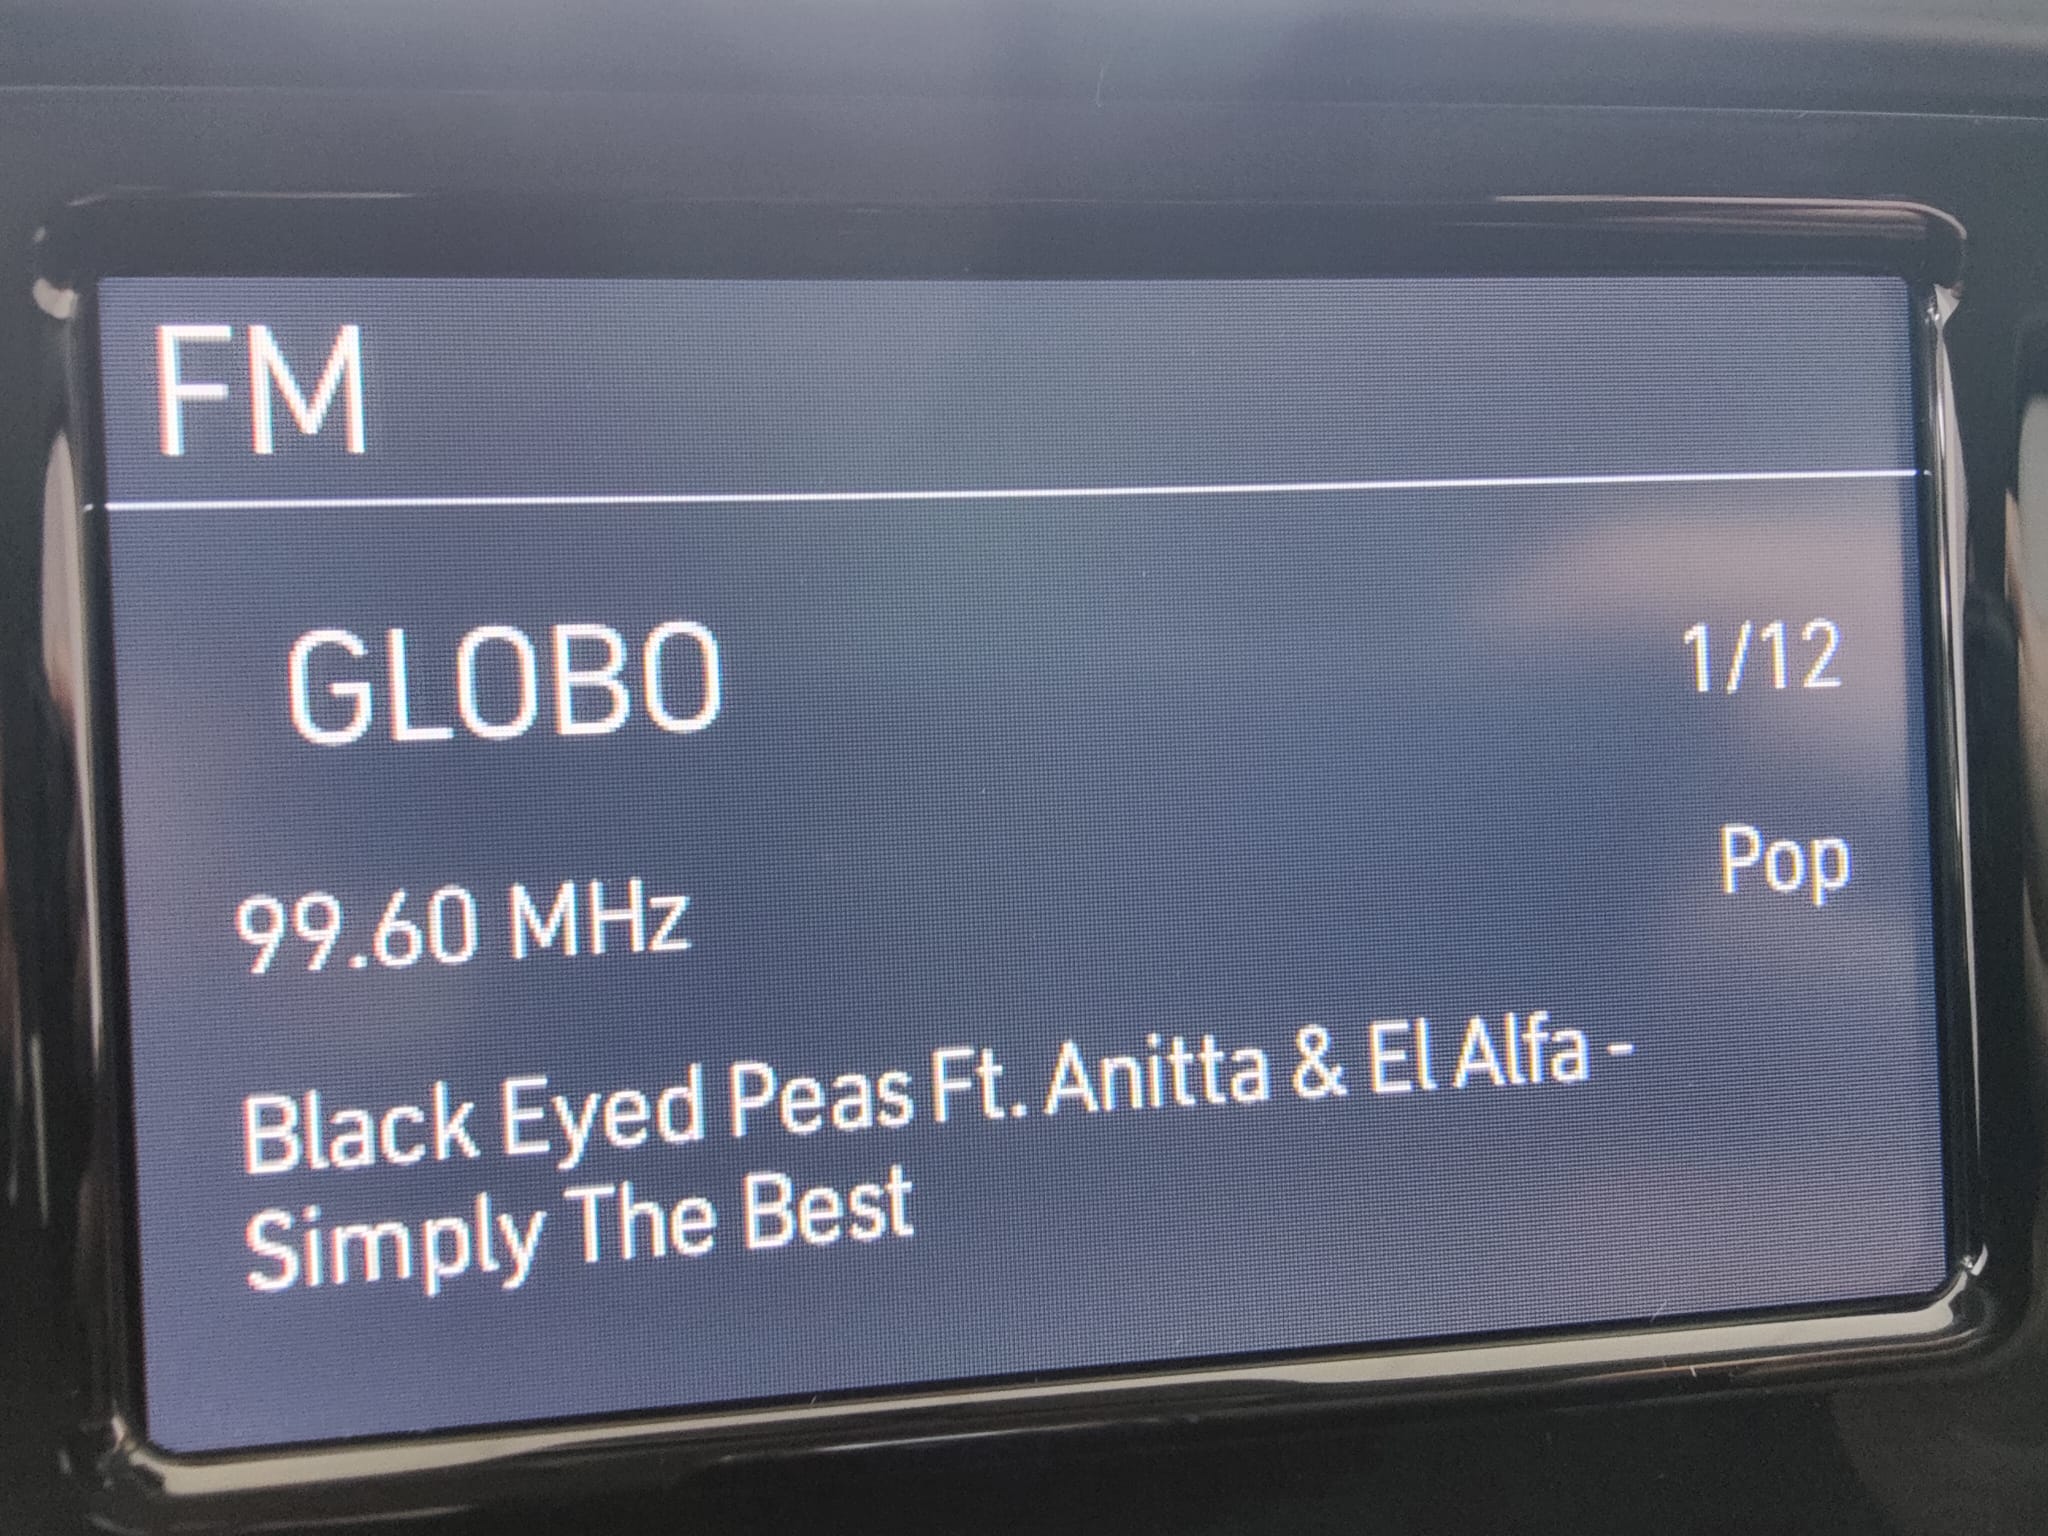 FM
GLOBO
1/12
99.60 MHz
Pop
Black Eyed Peas Ft. Anitta & El Alfa -
Simply The Best